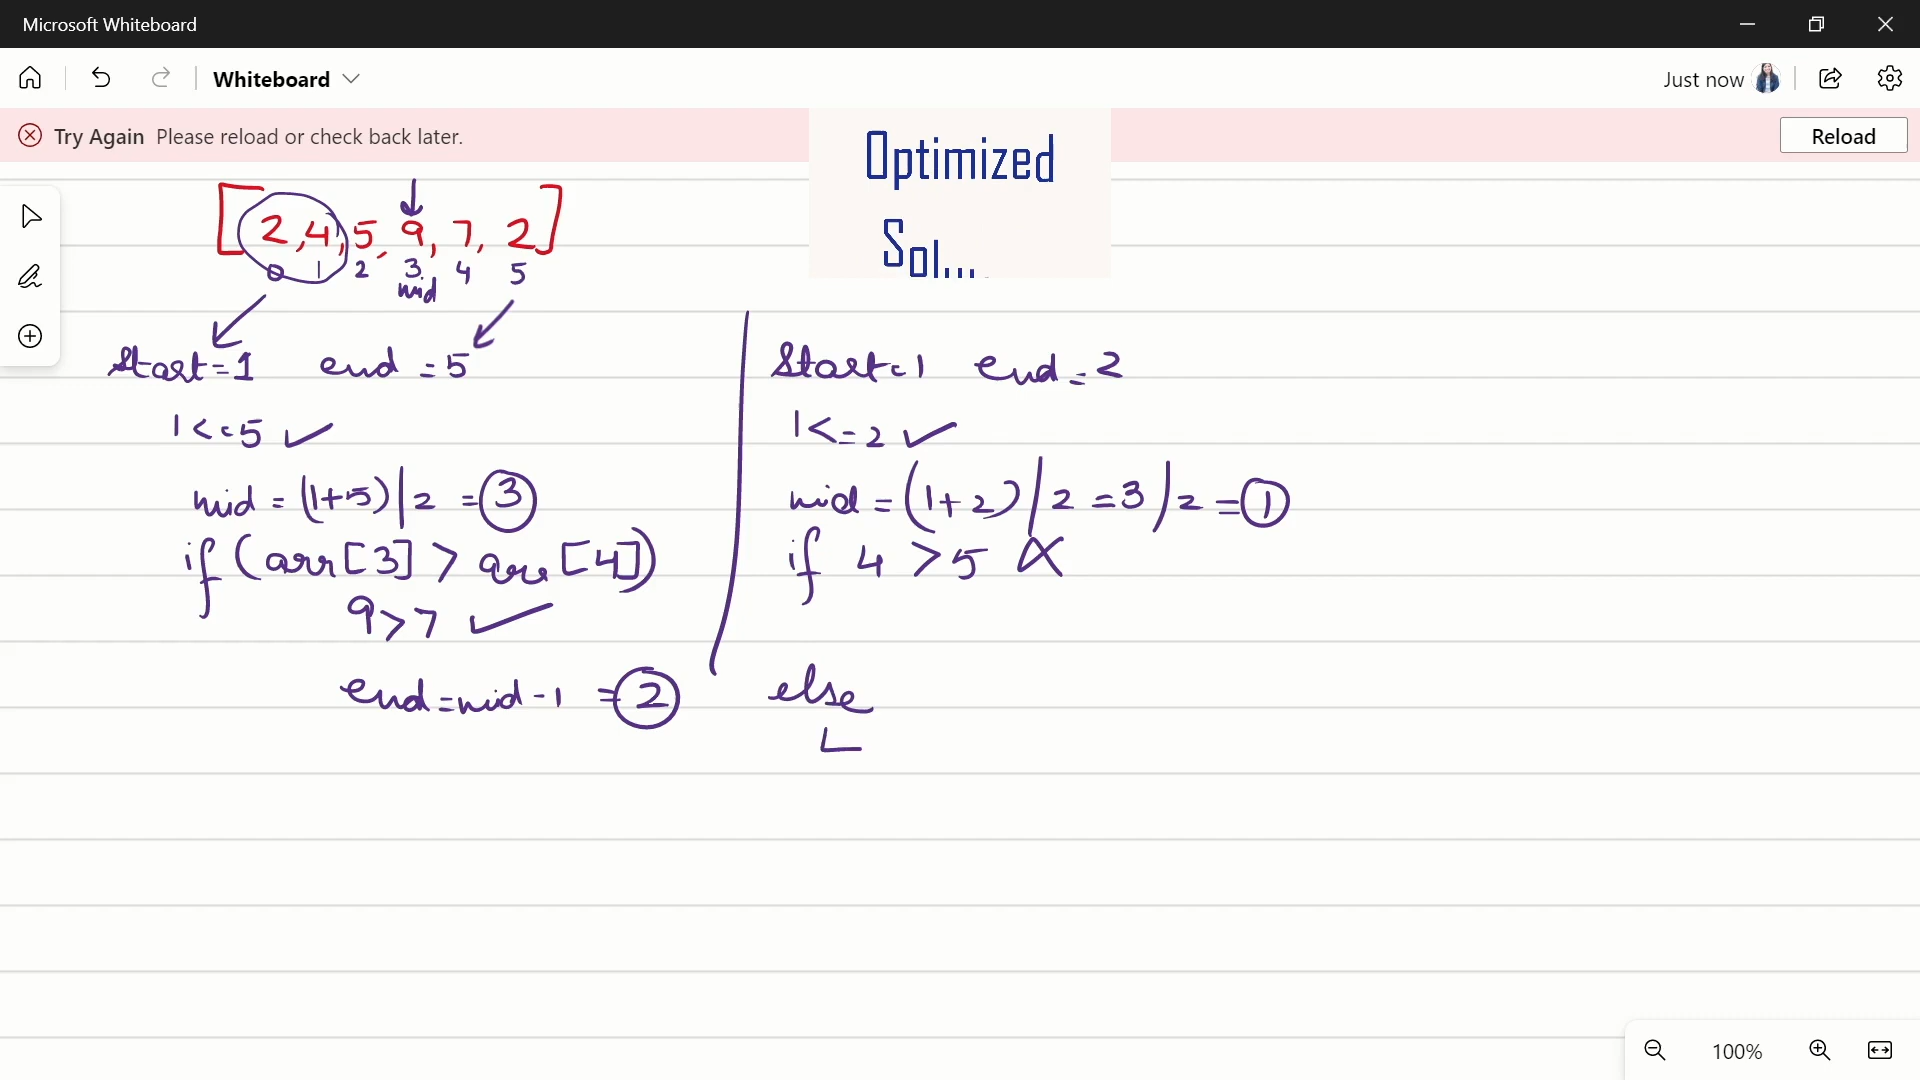 Microsoft Whiteboard
Whiteboard
Just now
Try Again Please reload or check back later.
Reload
Optimized
Sol...
[2,4,5,9,7,2]
0 1 2 3 4 5
mid
Start=1 end=5
1<=5 ✓
mid = (1+5)/2 = 3
if (arr[3] > arr[4])
9>7 ✓
end=mid-1 = 2
Start=1 end=2
1<=2 ✓
mid = (1+2)/2 = 3/2 = 1
if 4 > 5 X
else
100%